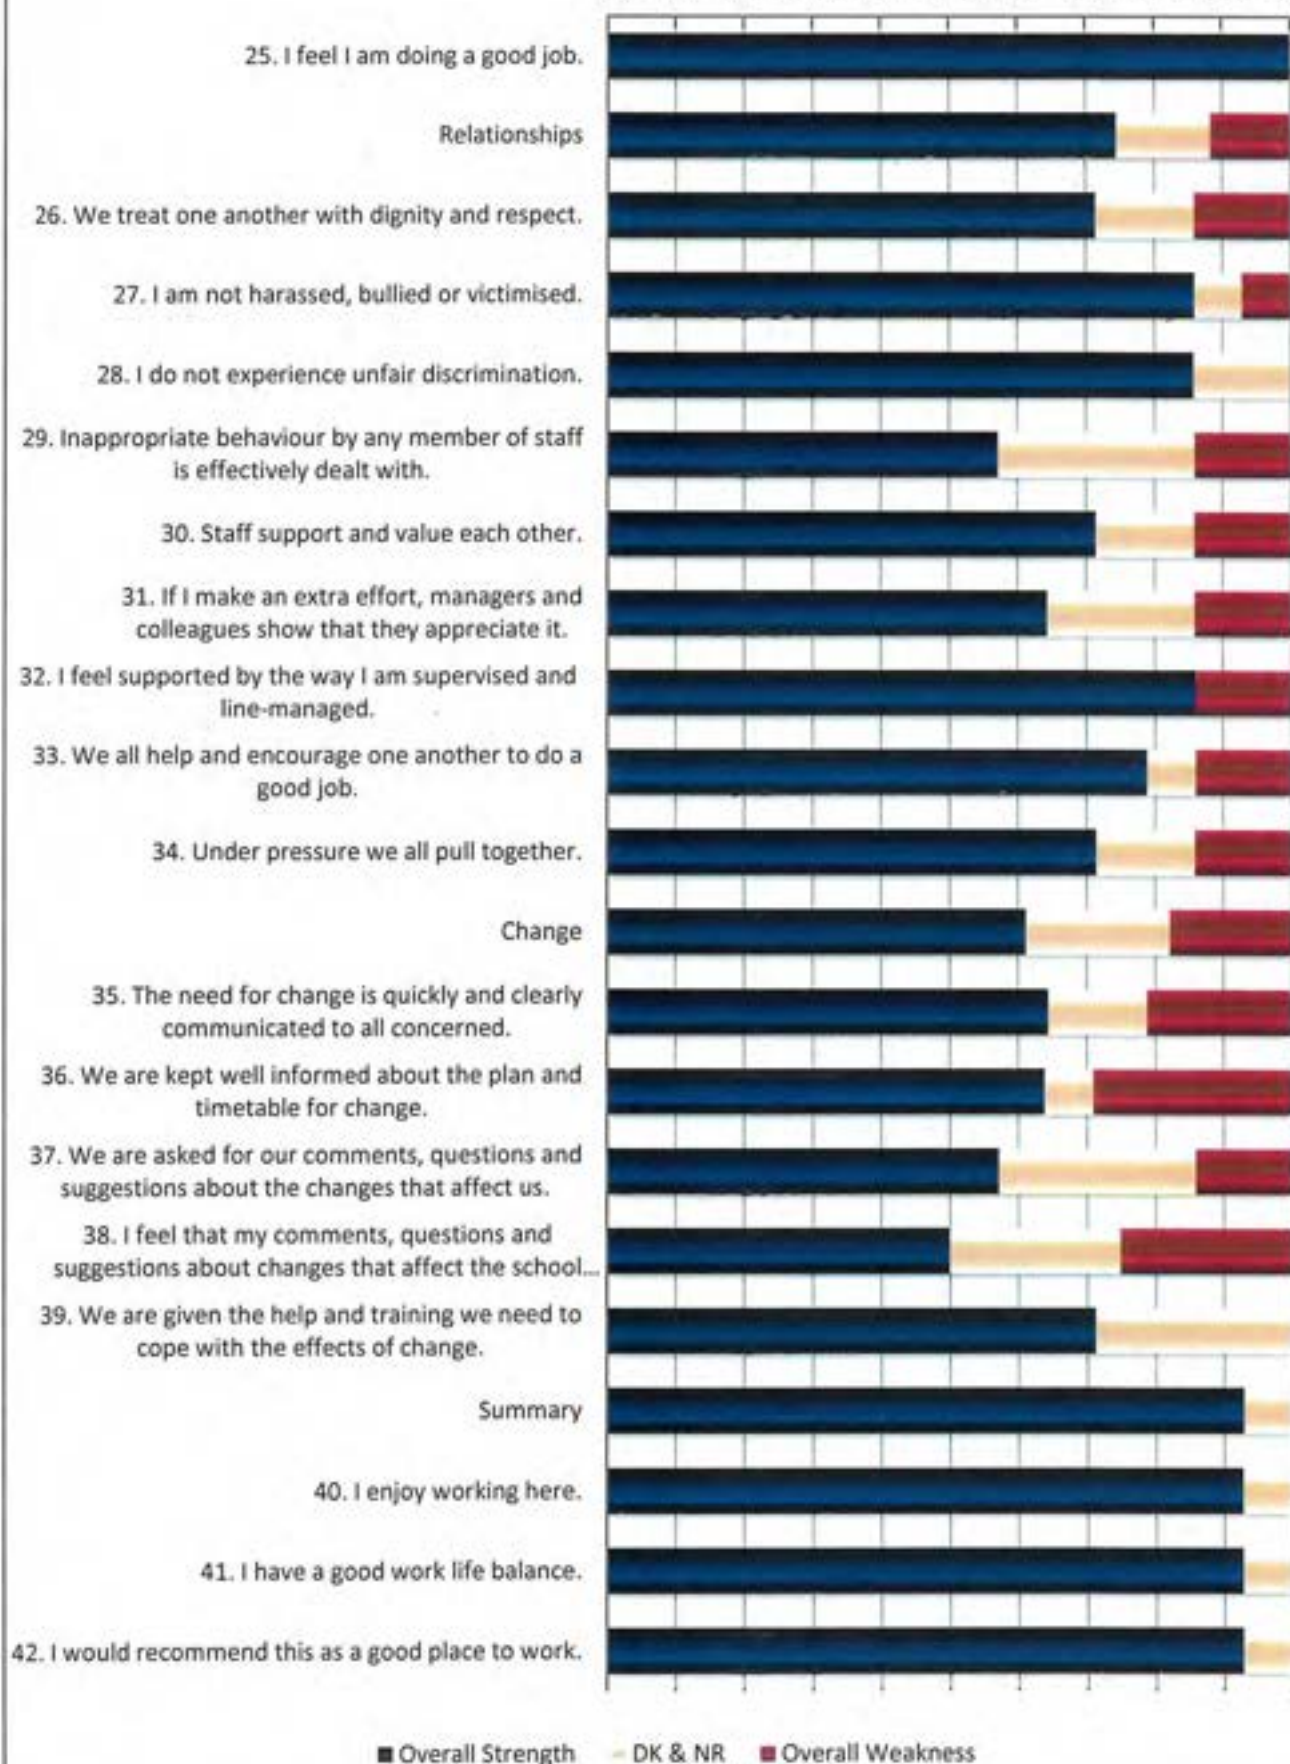 25. I feel I am doing a good job.
Relationships
26. We treat one another with dignity and respect.
27. I am not harassed, bullied or victimised.
28. I do not experience unfair discrimination.
29. Inappropriate behaviour by any member of staff
is effectively dealt with.
30. Staff support and value each other.
31. If I make an extra effort, managers and
colleagues show that they appreciate it.
32. I feel supported by the way I am supervised and
line-managed.
33. We all help and encourage one another to do a
good job.
34. Under pressure we all pull together.
Change
35. The need for change is quickly and clearly
communicated to all concerned.
36. We are kept well informed about the plan and
timetable for change.
37. We are asked for our comments, questions and
suggestions about the changes that affect us.
38. I feel that my comments, questions and
suggestions about changes that affect the school...
39. We are given the help and training we need to
cope with the effects of change.
Summary
40. I enjoy working here.
41. I have a good work life balance.
42. I would recommend this as a good place to work.
Overall Strength DK & NR Overall Weakness